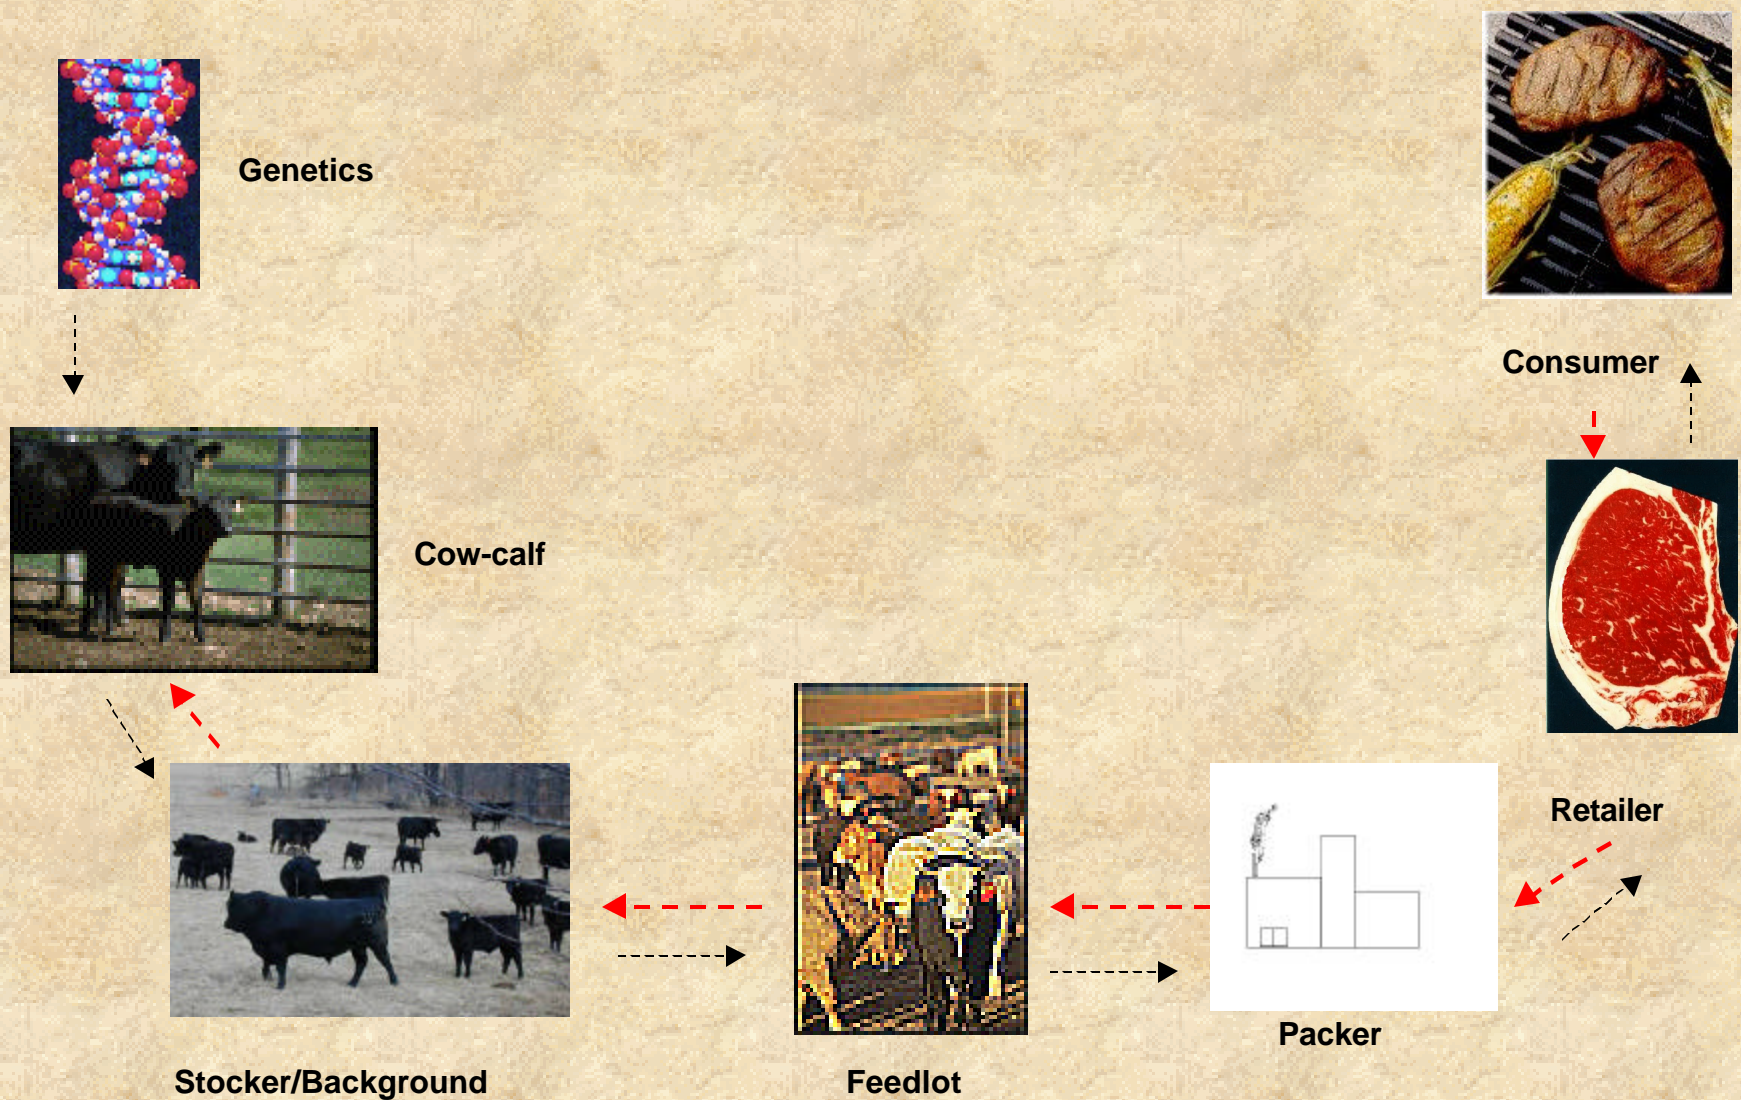 Genetics
Consumer
Cow-calf
Retailer
Packer
Stocker/Background
Feedlot